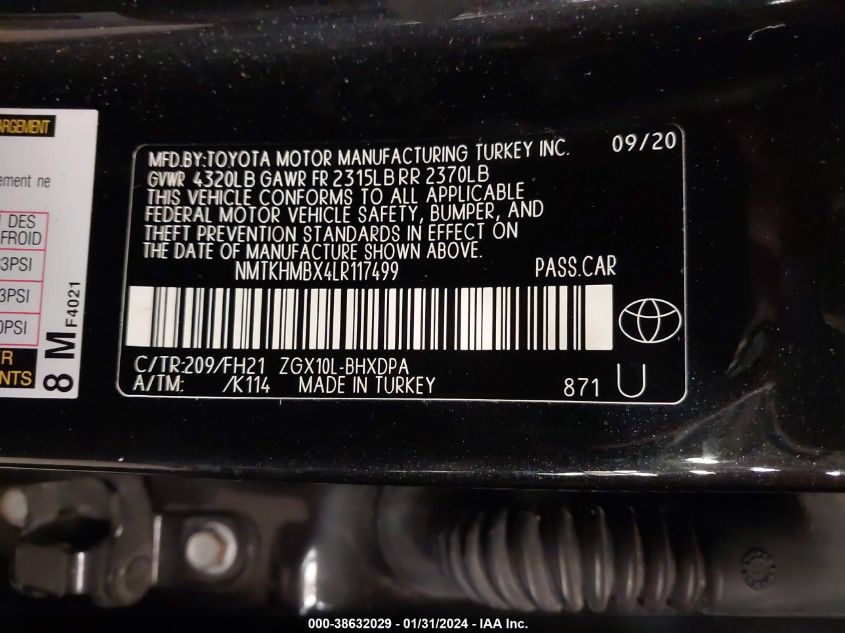 ARGEMENT
ement ne
DES
FROID
3PSI
3PSI
0PSI
NTS
8 M F4021
MFD.BY:TOYOTA MOTOR MANUFACTURING TURKEY INC. 09/20
GVWR 4320LB GAWR FR 2315LB RR 2370LB
THIS VEHICLE CONFORMS TO ALL APPLICABLE
FEDERAL MOTOR VEHICLE SAFETY, BUMPER, AND
THEFT PREVENTION STANDARDS IN EFFECT ON
THE DATE OF MANUFACTURE SHOWN ABOVE.
NMTKHMBX4LR117499 PASS.CAR
C/TR:209/FH21 ZGX10L-BHXDPA
A/TM: /K114 MADE IN TURKEY 871 U
000-38632029 - 01/31/2024 - IAA Inc.